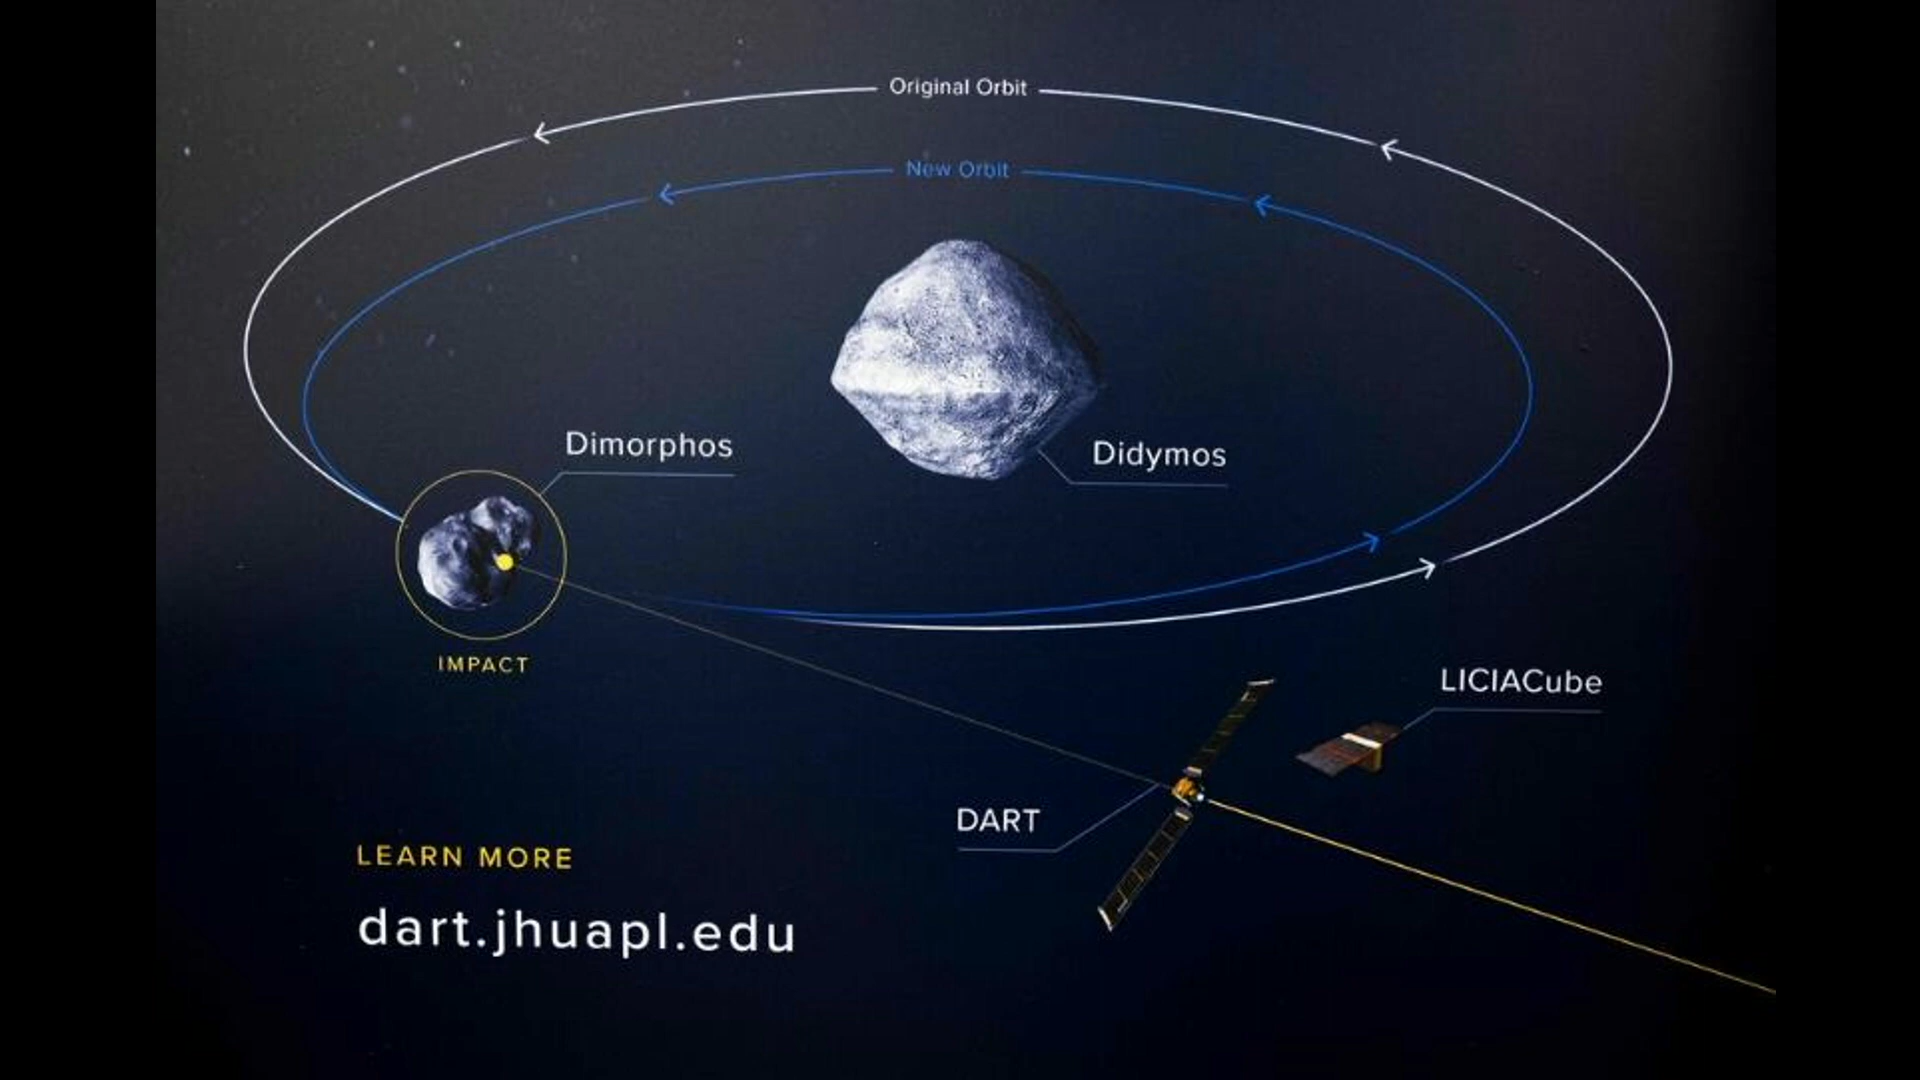 Original Orbit
New Orbit
Dimorphos
Didymos
IMPACT
LICIACube
DART
LEARN MORE
dart.jhuapl.edu